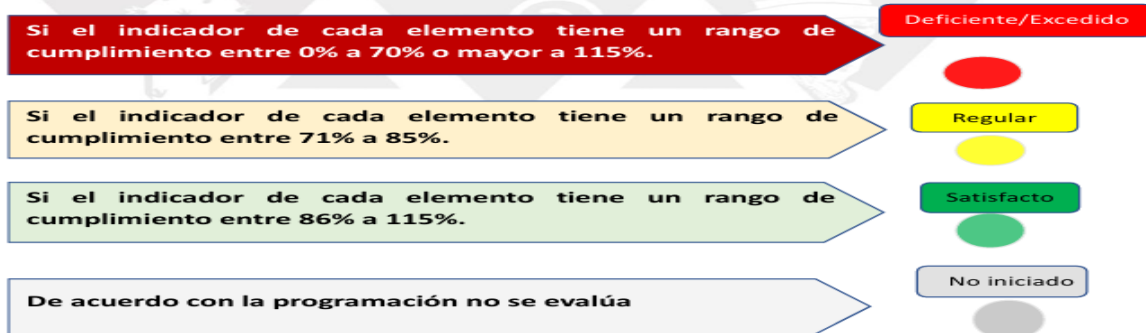 Si el indicador de cada elemento tiene un rango de
cumplimiento entre 0% a 70% o mayor a 115%.
Deficiente/Excedido
Si el indicador de cada elemento tiene un rango de
cumplimiento entre 71% a 85%.
Regular
Si el indicador de cada elemento tiene un rango de
cumplimiento entre 86% a 115%.
Satisfacto
De acuerdo con la programación no se evalúa
No iniciado